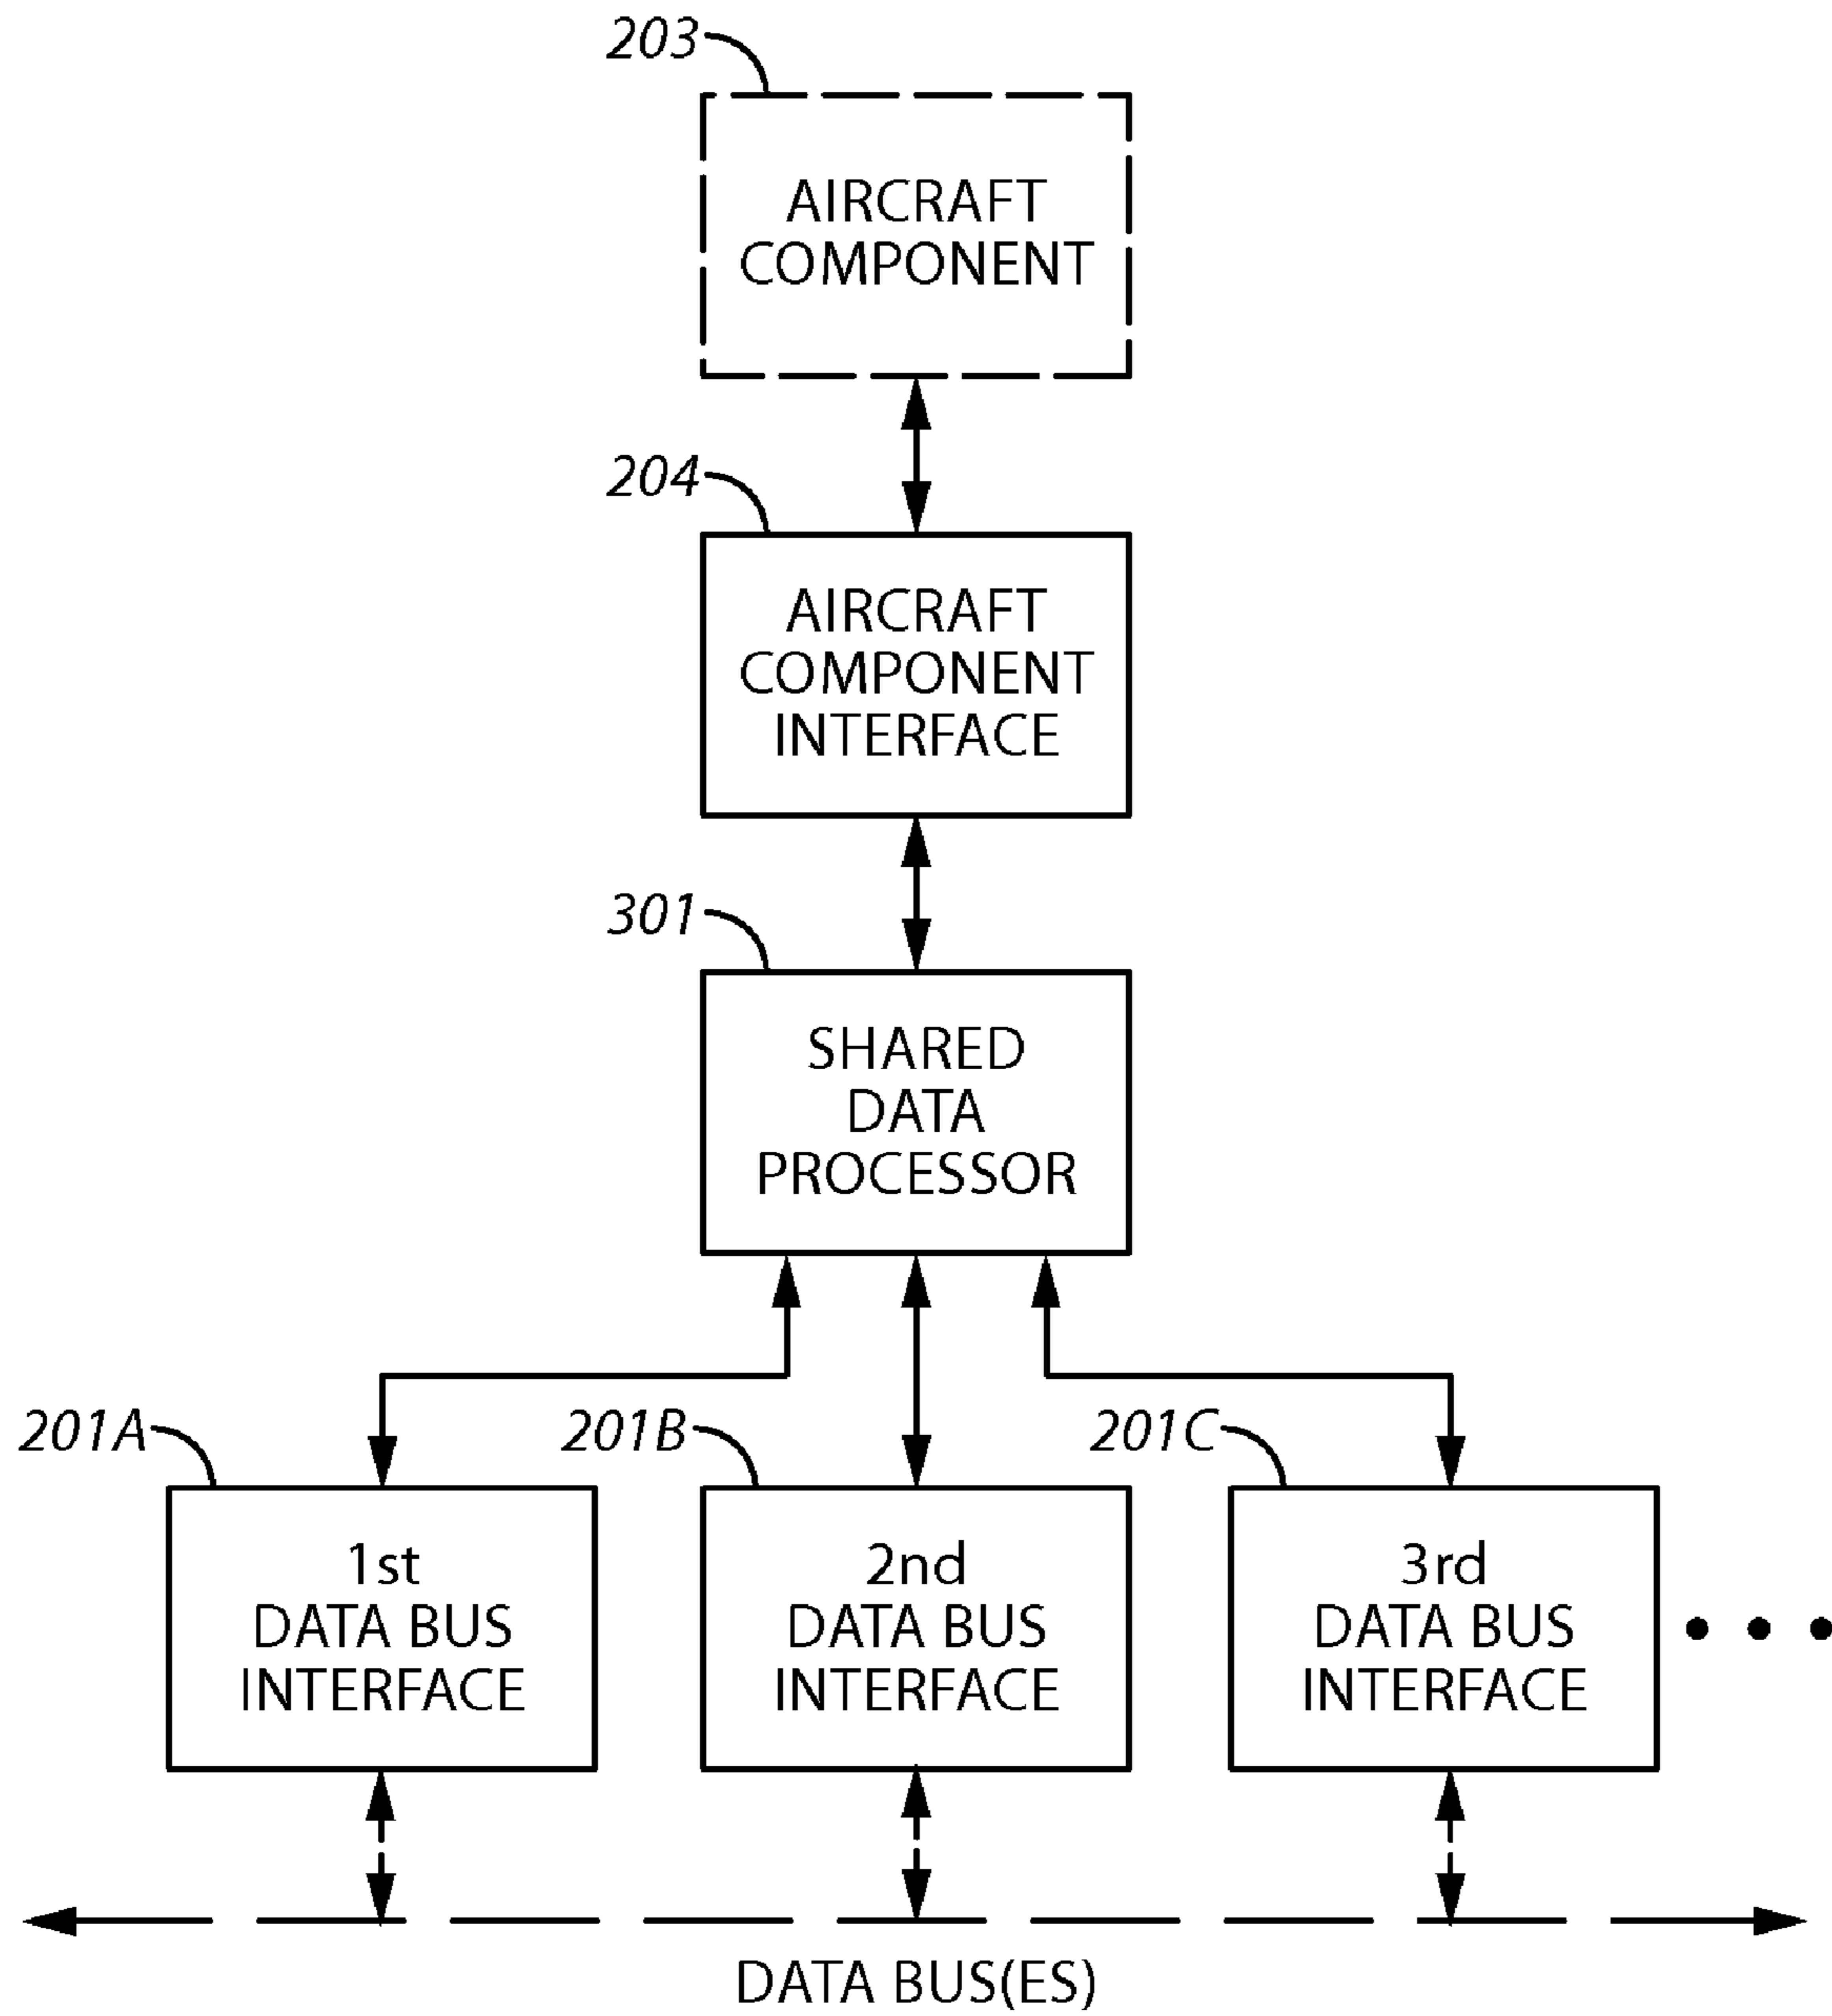 203
AIRCRAFT
COMPONENT
204
AIRCRAFT
COMPONENT
INTERFACE
301
SHARED
DATA
PROCESSOR
201A
201B
201C
1st
DATA BUS
INTERFACE
2nd
DATA BUS
INTERFACE
3rd
DATA BUS
INTERFACE
DATA BUS(ES)